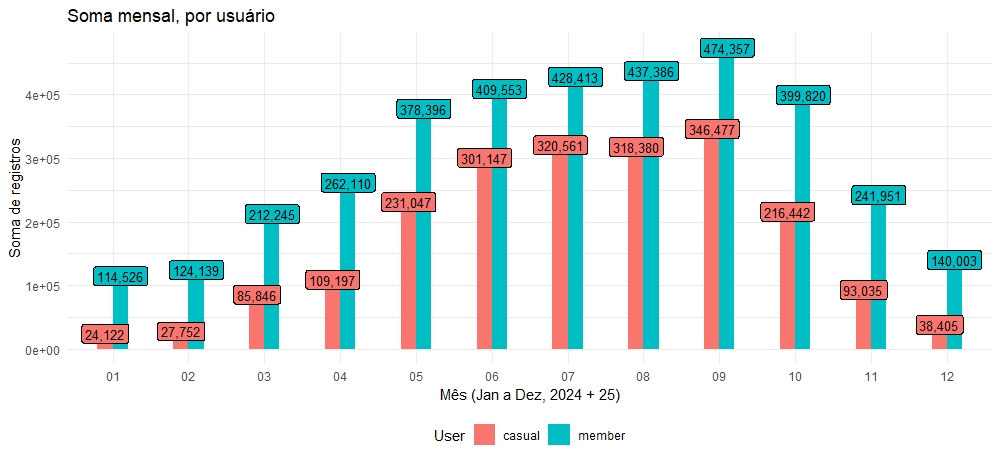 Soma mensal, por usuário
Soma de registros
4e+05
3e+05
2e+05
1e+05
0e+00
24,122
114,526
27,752
124,139
85,846
212,245
109,197
262,110
231,047
378,396
301,147
409,553
320,561
428,413
318,380
437,386
346,477
474,357
216,442
399,820
93,035
241,951
38,405
140,003
01 02 03 04 05 06 07 08 09 10 11 12
Mês (Jan a Dez, 2024 + 25)
User casual member